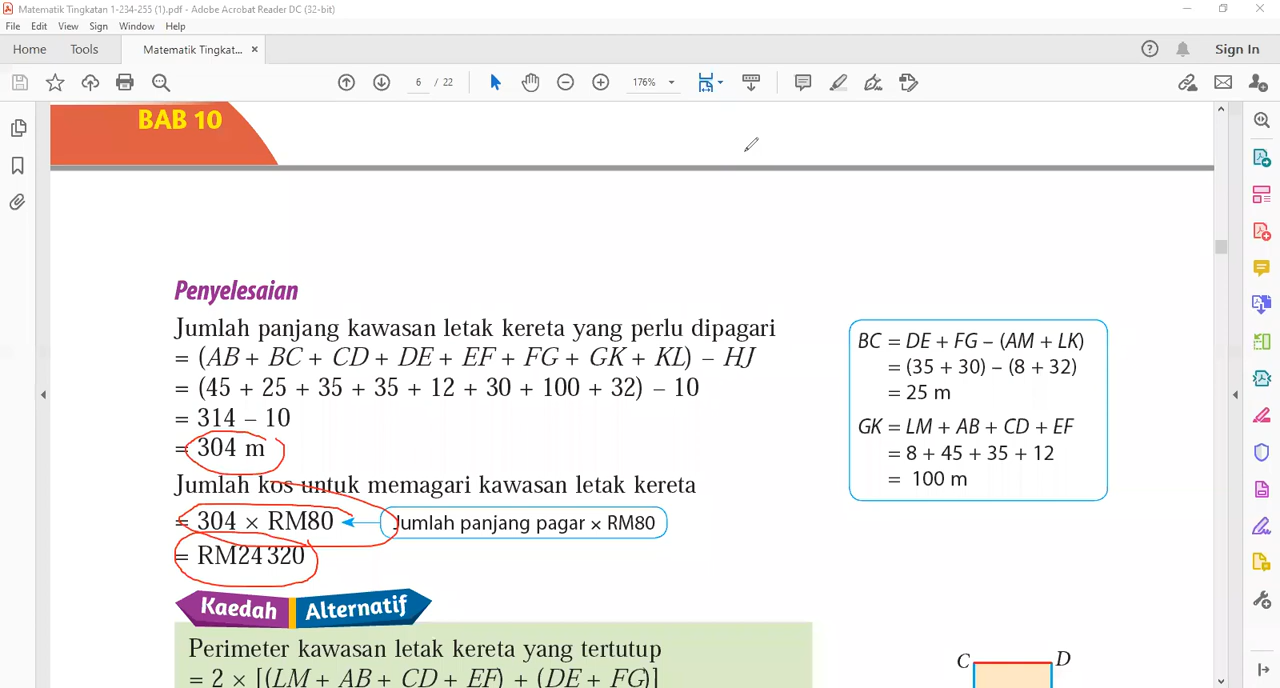 Matematik Tingkatan 1-234-255 (1).pdf - Adobe Acrobat Reader DC (32-bit)
File Edit View Sign Window Help
Home Tools Matematik Tingkat... × Sign In
6 / 22 176%
BAB 10
Penyelesaian
Jumlah panjang kawasan letak kereta yang perlu dipagari
= (AB + BC + CD + DE + EF + FG + GK + KL) – HJ
= (45 + 25 + 35 + 35 + 12 + 30 + 100 + 32) – 10
= 314 – 10
= 304 m
Jumlah kos untuk memagari kawasan letak kereta
= 304 × RM80
Jumlah panjang pagar × RM80
= RM24 320
BC = DE + FG – (AM + LK)
= (35 + 30) – (8 + 32)
= 25 m
GK = LM + AB + CD + EF
= 8 + 45 + 35 + 12
= 100 m
Kaedah Alternatif
Perimeter kawasan letak kereta yang tertutup
= 2 × [(LM + AB + CD + EF) + (DE + FG)]
C D